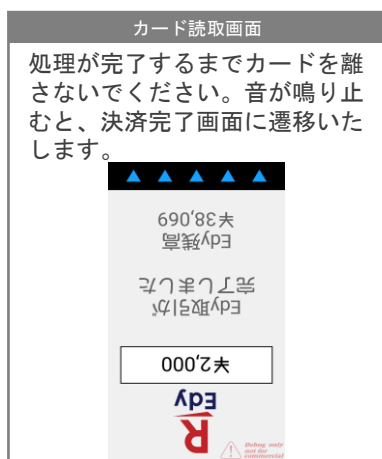 カード読取画面
処理が完了するまでカードを離
さないでください。音が鳴り止
むと、決済完了画面に遷移いた
します。
R
Edy
¥2,000
Edy取引が
完了しました
Edy残高
¥38,069
Debug only
not for
commercial